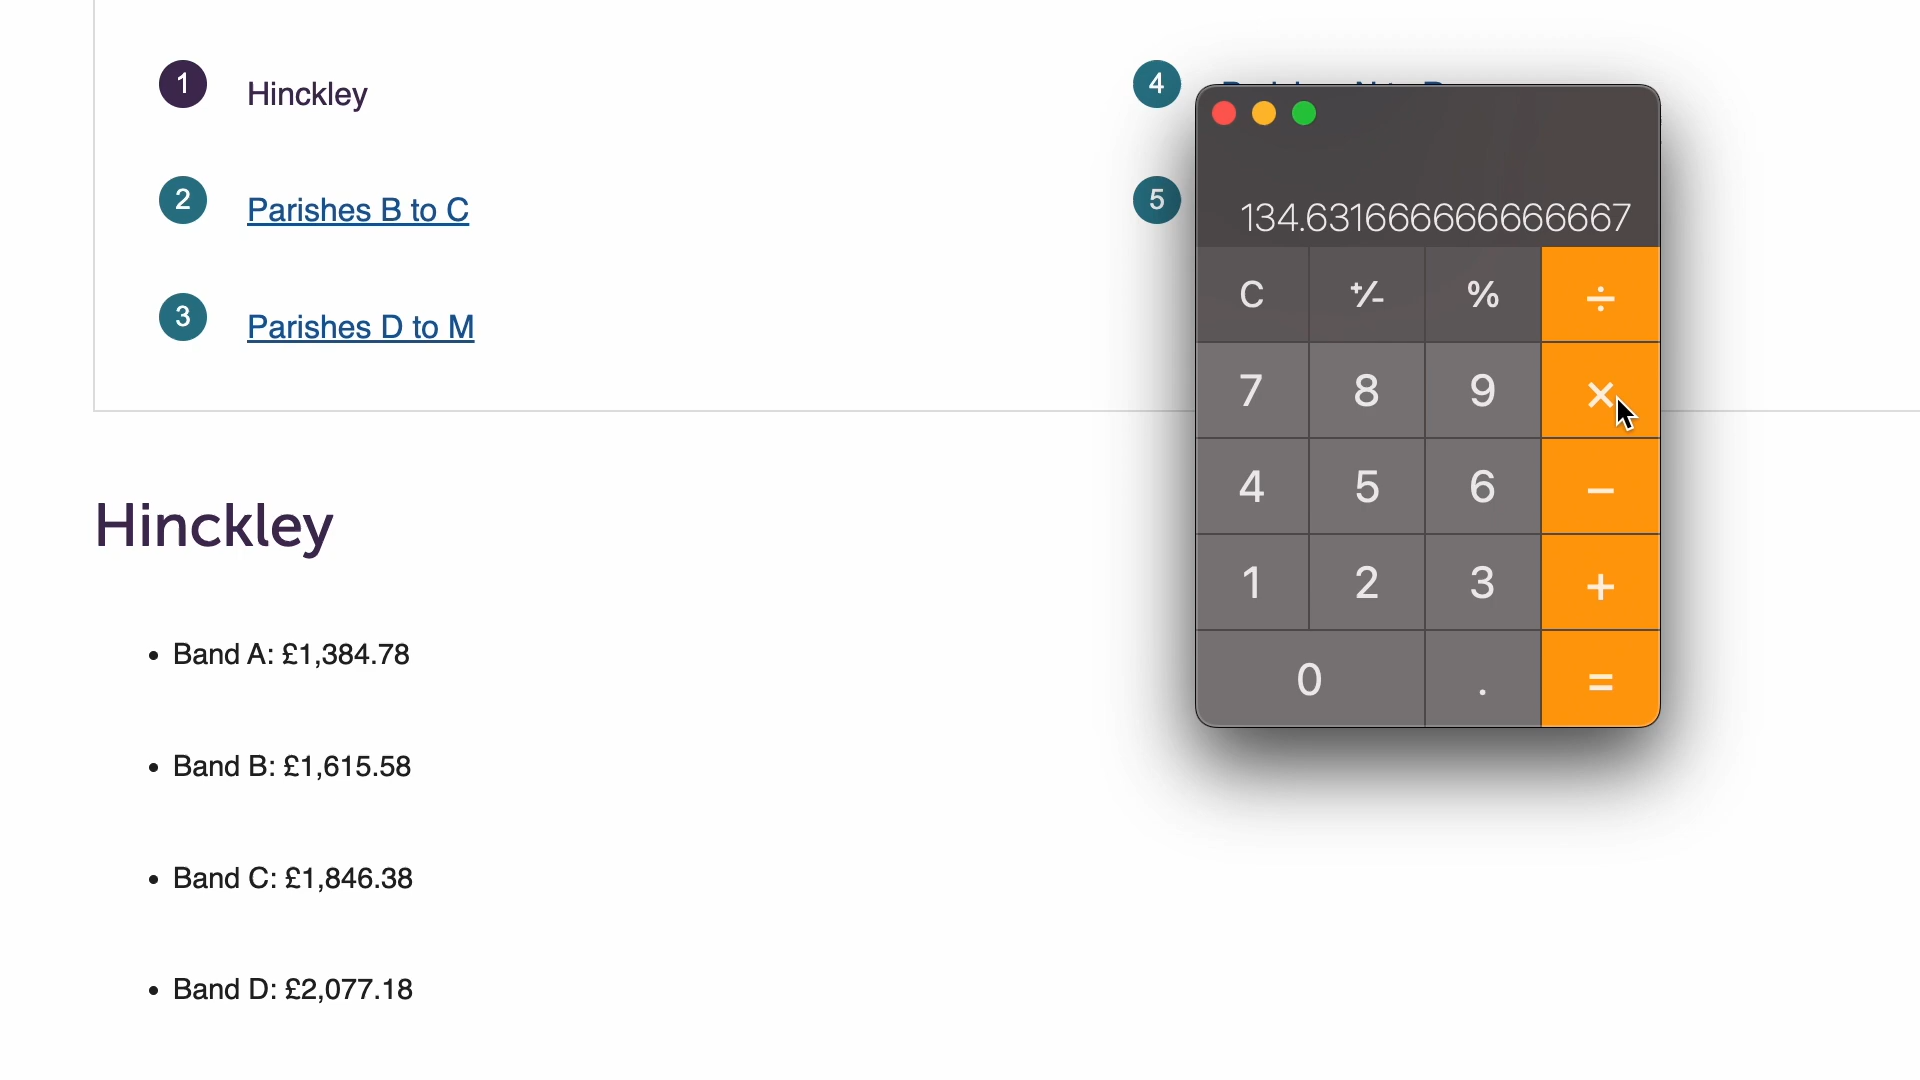 1 Hinckley
2 Parishes B to C
3 Parishes D to M
4
5
Hinckley
• Band A: £1,384.78
• Band B: £1,615.58
• Band C: £1,846.38
• Band D: £2,077.18
134.631666666666667
C +/- % ÷
7 8 9 ×
4 5 6 −
1 2 3 +
0 . =